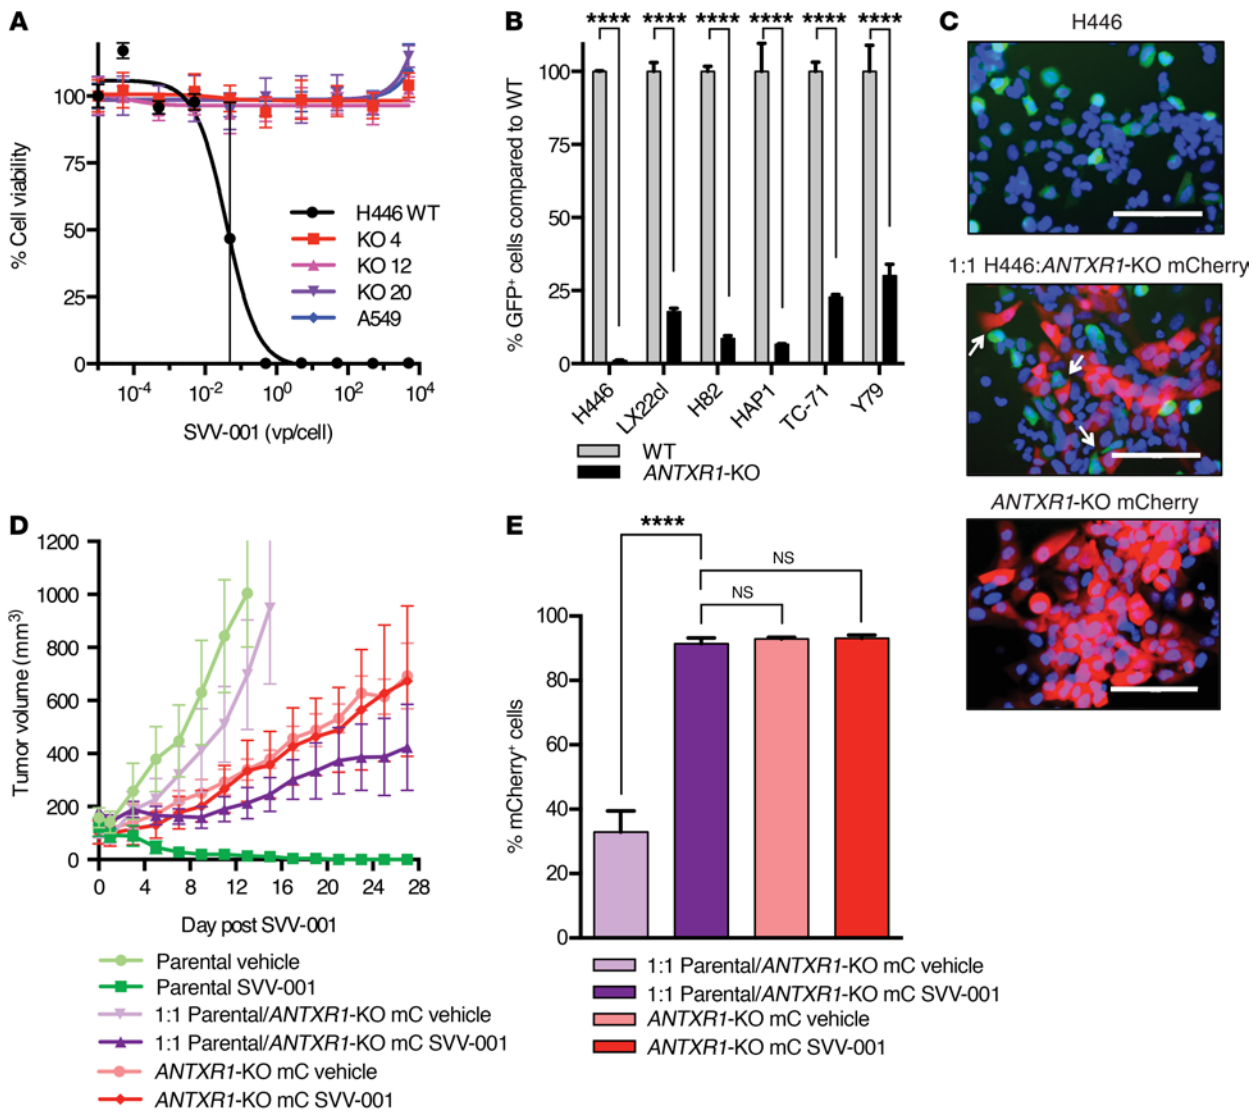 A
% Cell viability
100
75
50
25
0
10⁻⁴
10⁻²
10⁰
10²
10⁴
SVV-001 (vp/cell)
H446 WT
KO 4
KO 12
KO 20
A549
B
% GFP⁺ cells compared to WT
**** **** **** **** **** ****
100
50
25
0
H446
LX22cl
H82
HAP1
TC-71
Y79
WT
ANTXR1-KO
C
H446
1:1 H446:ANTXR1-KO mCherry
ANTXR1-KO mCherry
D
Tumor volume (mm³)
1200
1000
800
600
400
200
0
0 4 8 12 16 20 24 28
Day post SVV-001
Parental vehicle
Parental SVV-001
1:1 Parental/ANTXR1-KO mC vehicle
1:1 Parental/ANTXR1-KO mC SVV-001
ANTXR1-KO mC vehicle
ANTXR1-KO mC SVV-001
E
% mCherry⁺ cells
****
NS
NS
100
80
60
40
20
0
1:1 Parental/ANTXR1-KO mC vehicle
1:1 Parental/ANTXR1-KO mC SVV-001
ANTXR1-KO mC vehicle
ANTXR1-KO mC SVV-001